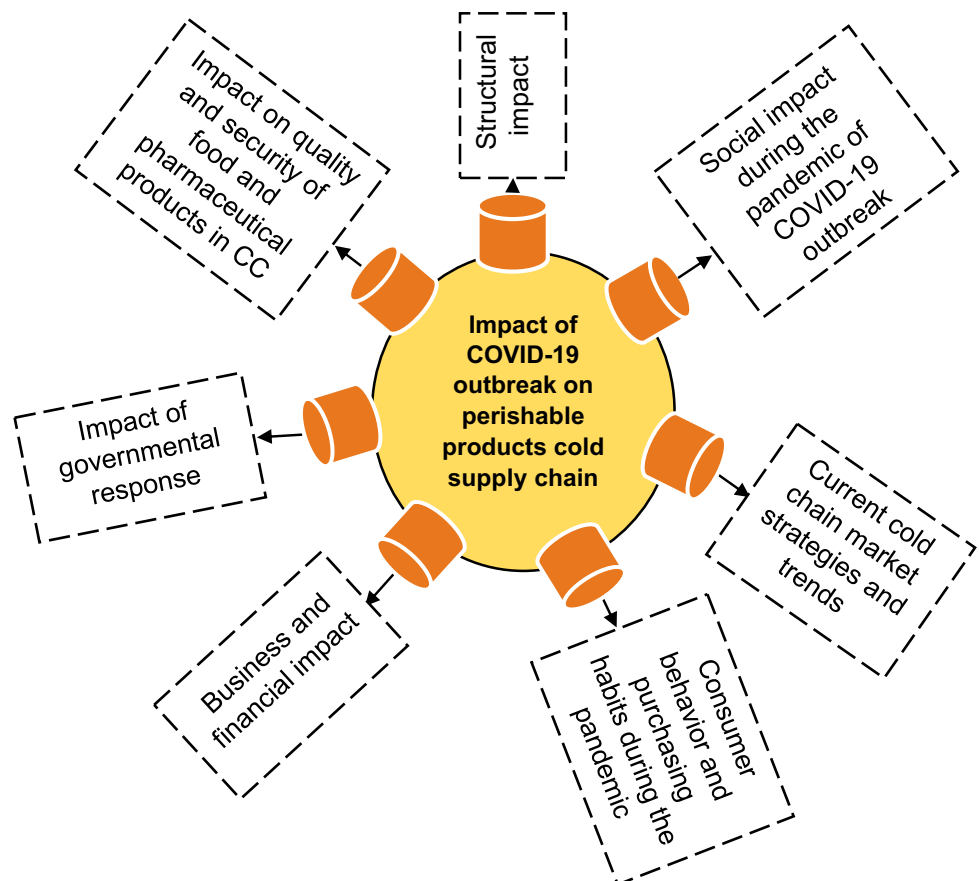 Structural
impact
Social impact
during the
pandemic of
COVID-19
outbreak
Current cold
chain market
strategies and
trends
Consumer
behavior and
purchasing
habits during the
pandemic
Business and
financial impact
Impact of
governmental
response
Impact on quality
and security of
food and
pharmaceutical
products in CC
Impact of
COVID-19
outbreak on
perishable
products cold
supply chain